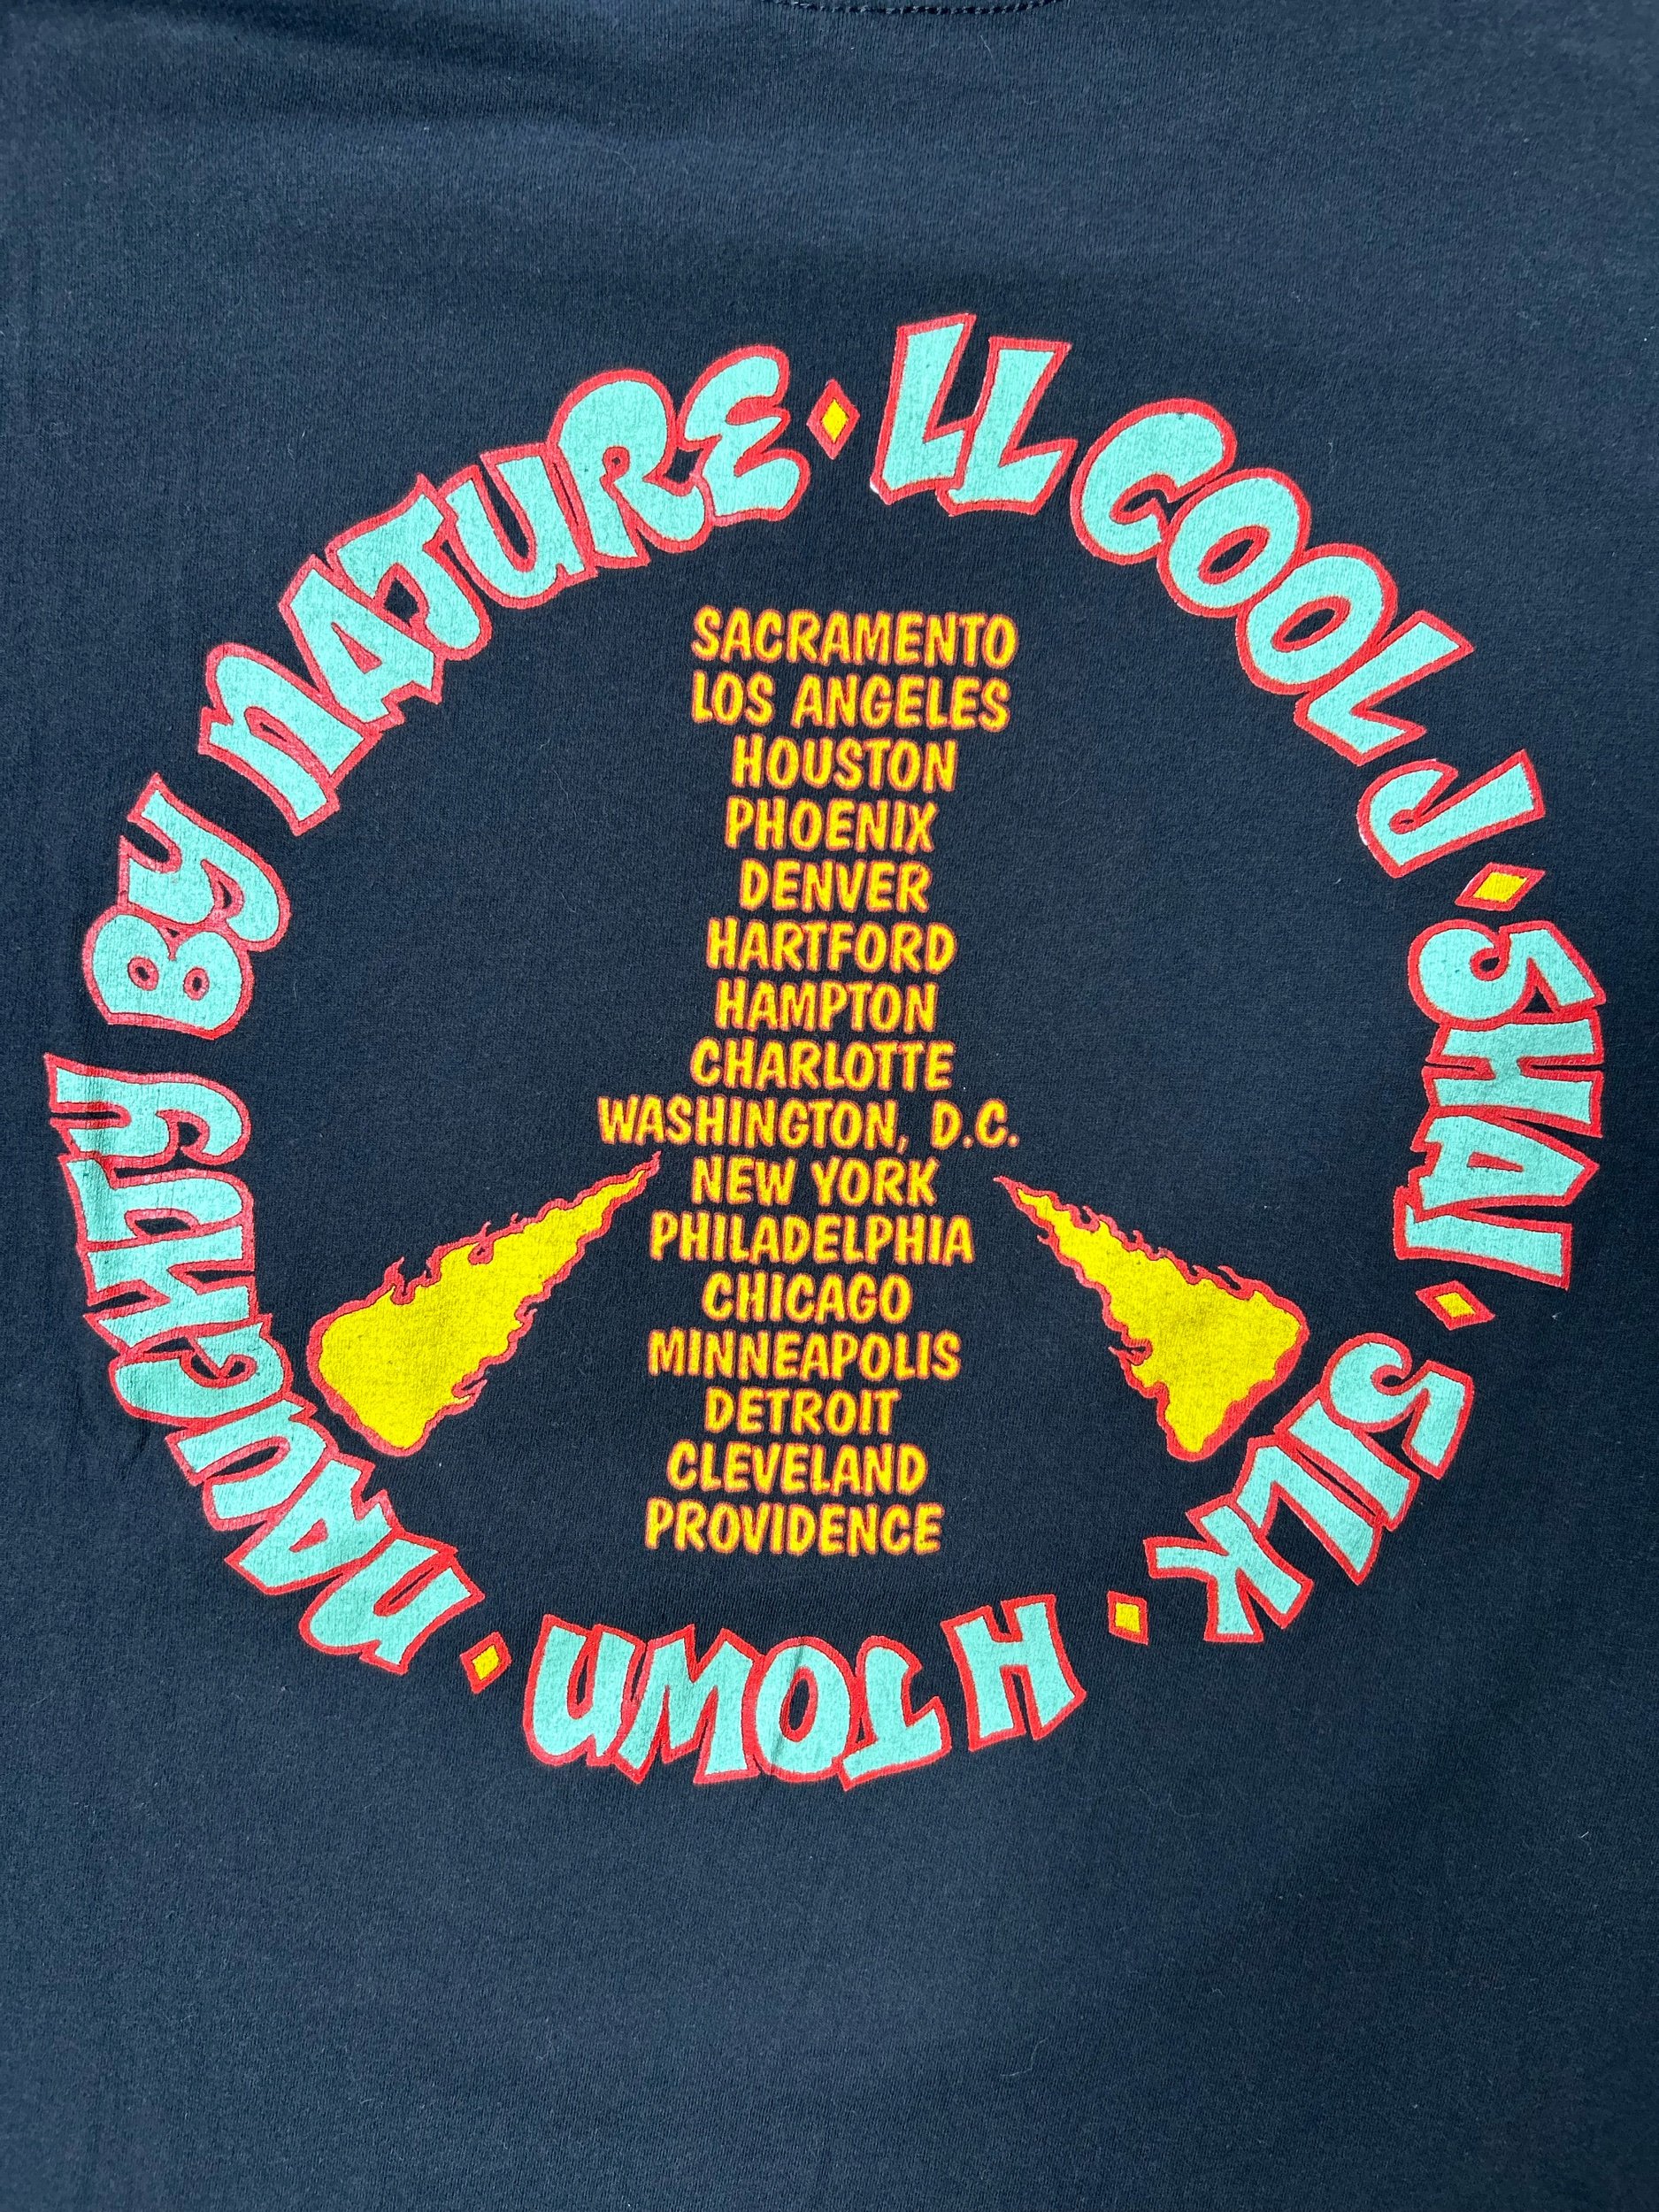 NAUGHTY BY NATURE · LL COOL J · SHAI · SILK · H TOWN ·
SACRAMENTO
LOS ANGELES
HOUSTON
PHOENIX
DENVER
HARTFORD
HAMPTON
CHARLOTTE
WASHINGTON, D.C.
NEW YORK
PHILADELPHIA
CHICAGO
MINNEAPOLIS
DETROIT
CLEVELAND
PROVIDENCE